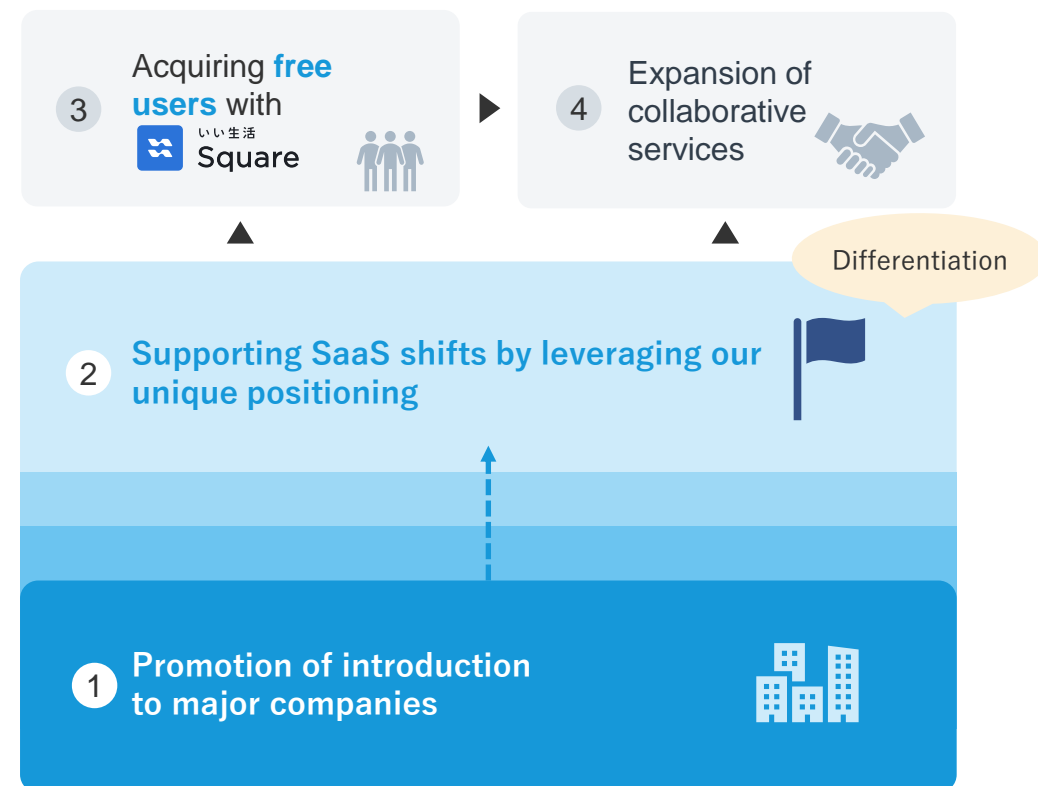 3
Acquiring free
users with
いい生活
Square
4
Expansion of
collaborative
services
Differentiation
2
Supporting SaaS shifts by leveraging our
unique positioning
1
Promotion of introduction
to major companies